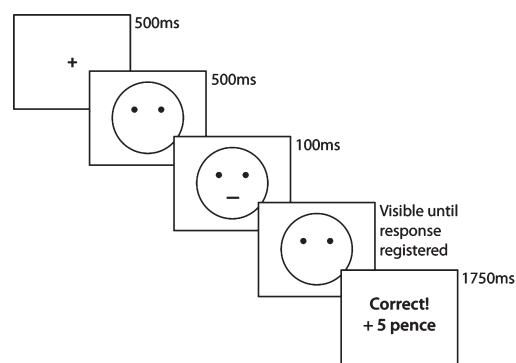 500ms
+
500ms
100ms
Visible until
response
registered
1750ms
Correct!
+ 5 pence